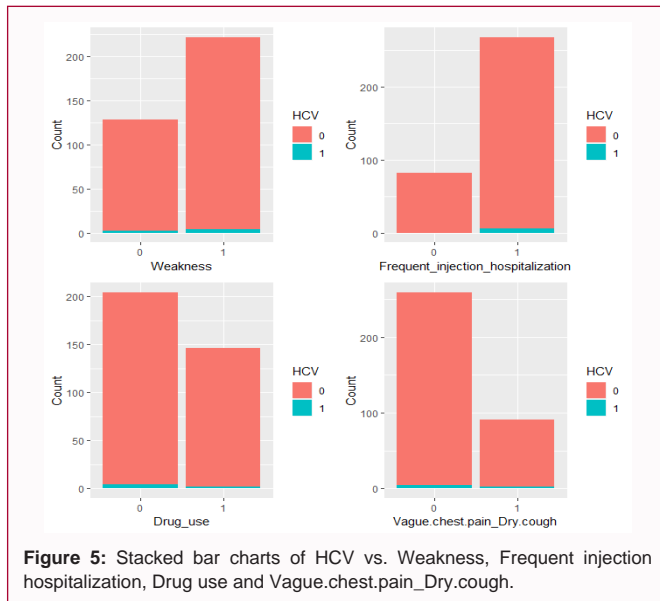 200-
150-
100-
50-
0-
Count
0
1
Weakness
HCV
0
1
200-
100-
0-
Count
0
1
Frequent_injection_hospitalization
HCV
0
1
200-
150-
100-
50-
0-
Count
0
1
Drug_use
HCV
0
1
200-
100-
0-
Count
0
1
Vague.chest.pain_Dry.cough
HCV
0
1
Figure 5: Stacked bar charts of HCV vs. Weakness, Frequent injection
hospitalization, Drug use and Vague.chest.pain_Dry.cough.